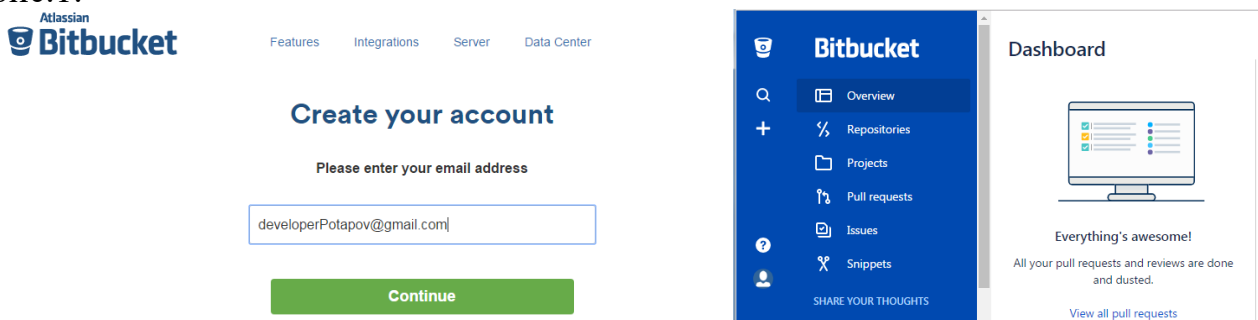 Atlassian
Bitbucket
Features Integrations Server Data Center
Create your account
Please enter your email address
developerPotapov@gmail.com
Continue
Bitbucket
Overview
Repositories
Projects
Pull requests
Issues
Snippets
SHARE YOUR THOUGHTS
Dashboard
Everything's awesome!
All your pull requests and reviews are done
and dusted.
View all pull requests